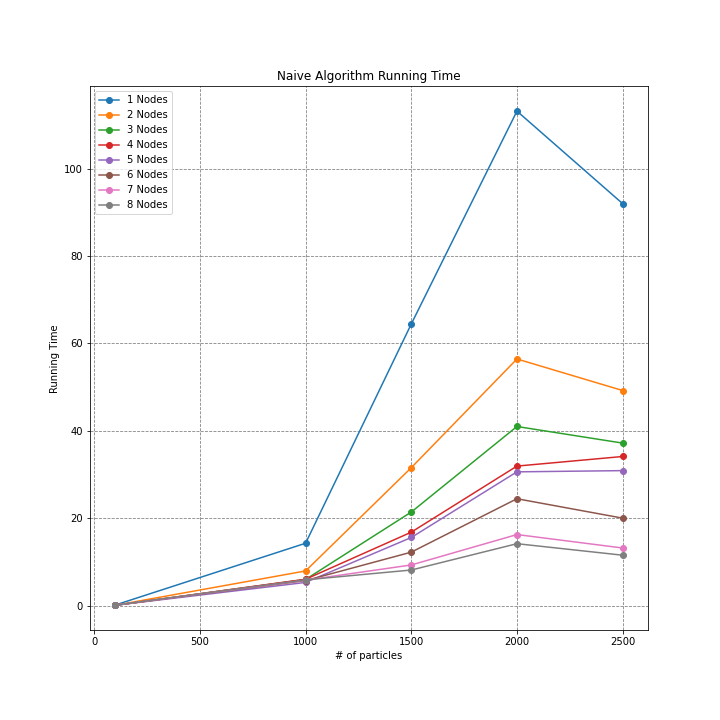 Naive Algorithm Running Time
1 Nodes
2 Nodes
3 Nodes
4 Nodes
5 Nodes
6 Nodes
7 Nodes
8 Nodes
Running Time
100
80
60
40
20
0
0 500 1000 1500 2000 2500
# of particles